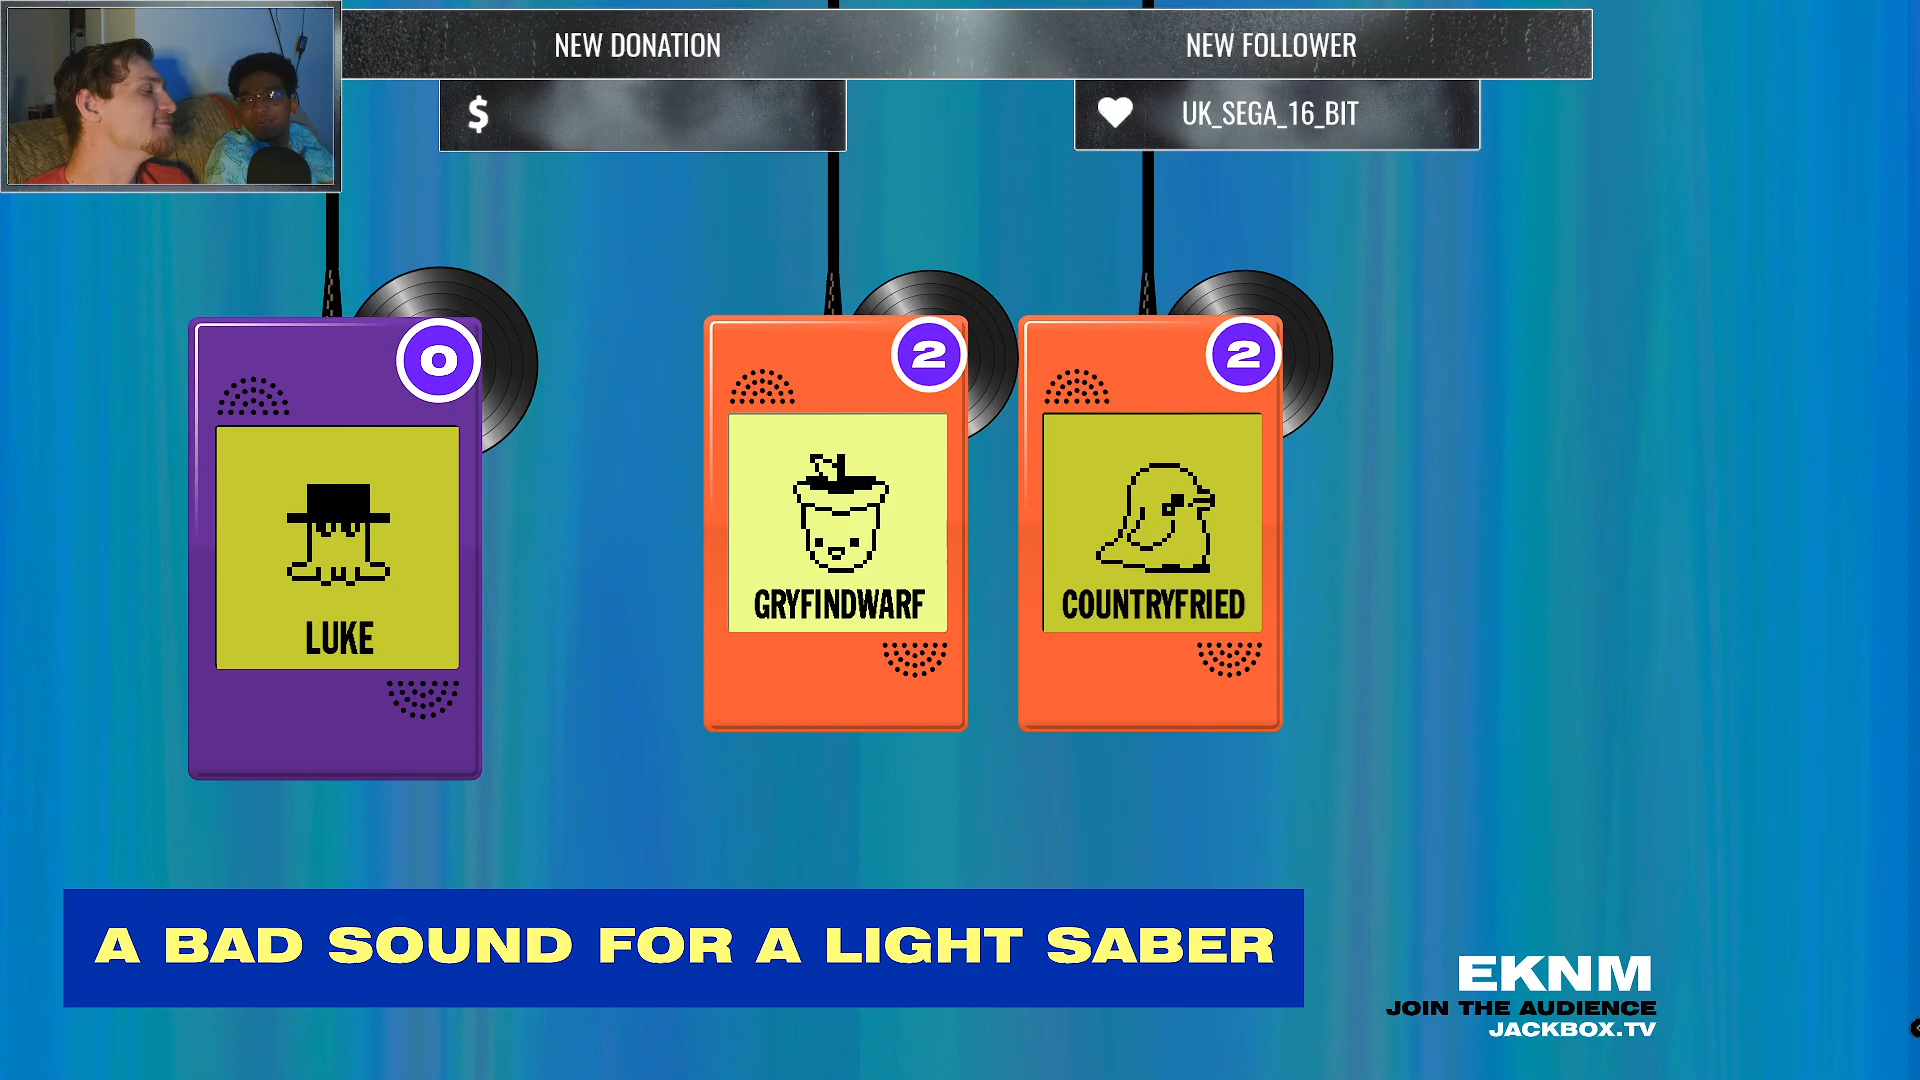 NEW DONATION
NEW FOLLOWER
$
UK_SEGA_16_BIT
0
2
2
LUKE
GRYFINDWARF
COUNTRYFRIED
A BAD SOUND FOR A LIGHT SABER
EKNM
JOIN THE AUDIENCE
JACKBOX.TV